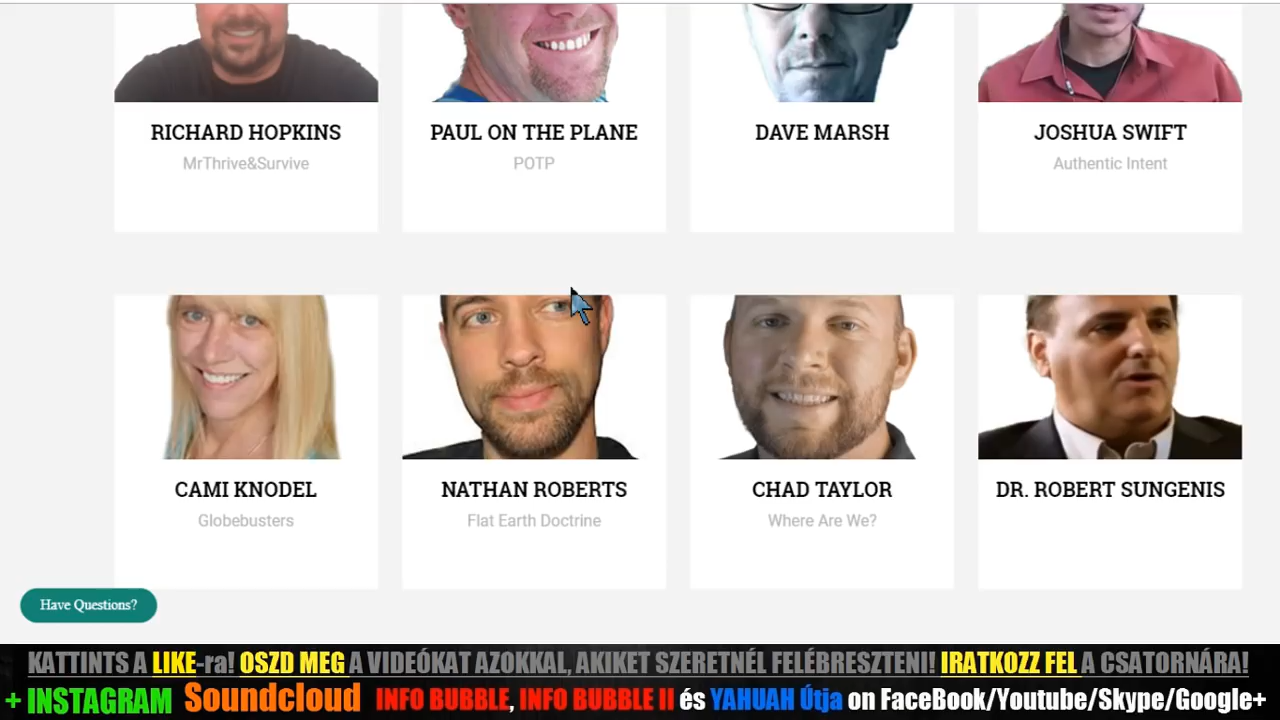 RICHARD HOPKINS
MrThrive&Survive
PAUL ON THE PLANE
POTP
DAVE MARSH
JOSHUA SWIFT
Authentic Intent
CAMI KNODEL
Globebusters
NATHAN ROBERTS
Flat Earth Doctrine
CHAD TAYLOR
Where Are We?
DR. ROBERT SUNGENIS
Have Questions?
KATTINTS A LIKE-ra! OSZD MEG A VIDEÓKAT AZOKKAL, AKIKET SZERETNÉL FELÉBRESZTENI! IRATKOZZ FEL A CSATORNÁRA!
+ INSTAGRAM Soundcloud INFO BUBBLE, INFO BUBBLE II és YAHUAH Útja on FaceBook/Youtube/Skype/Google+